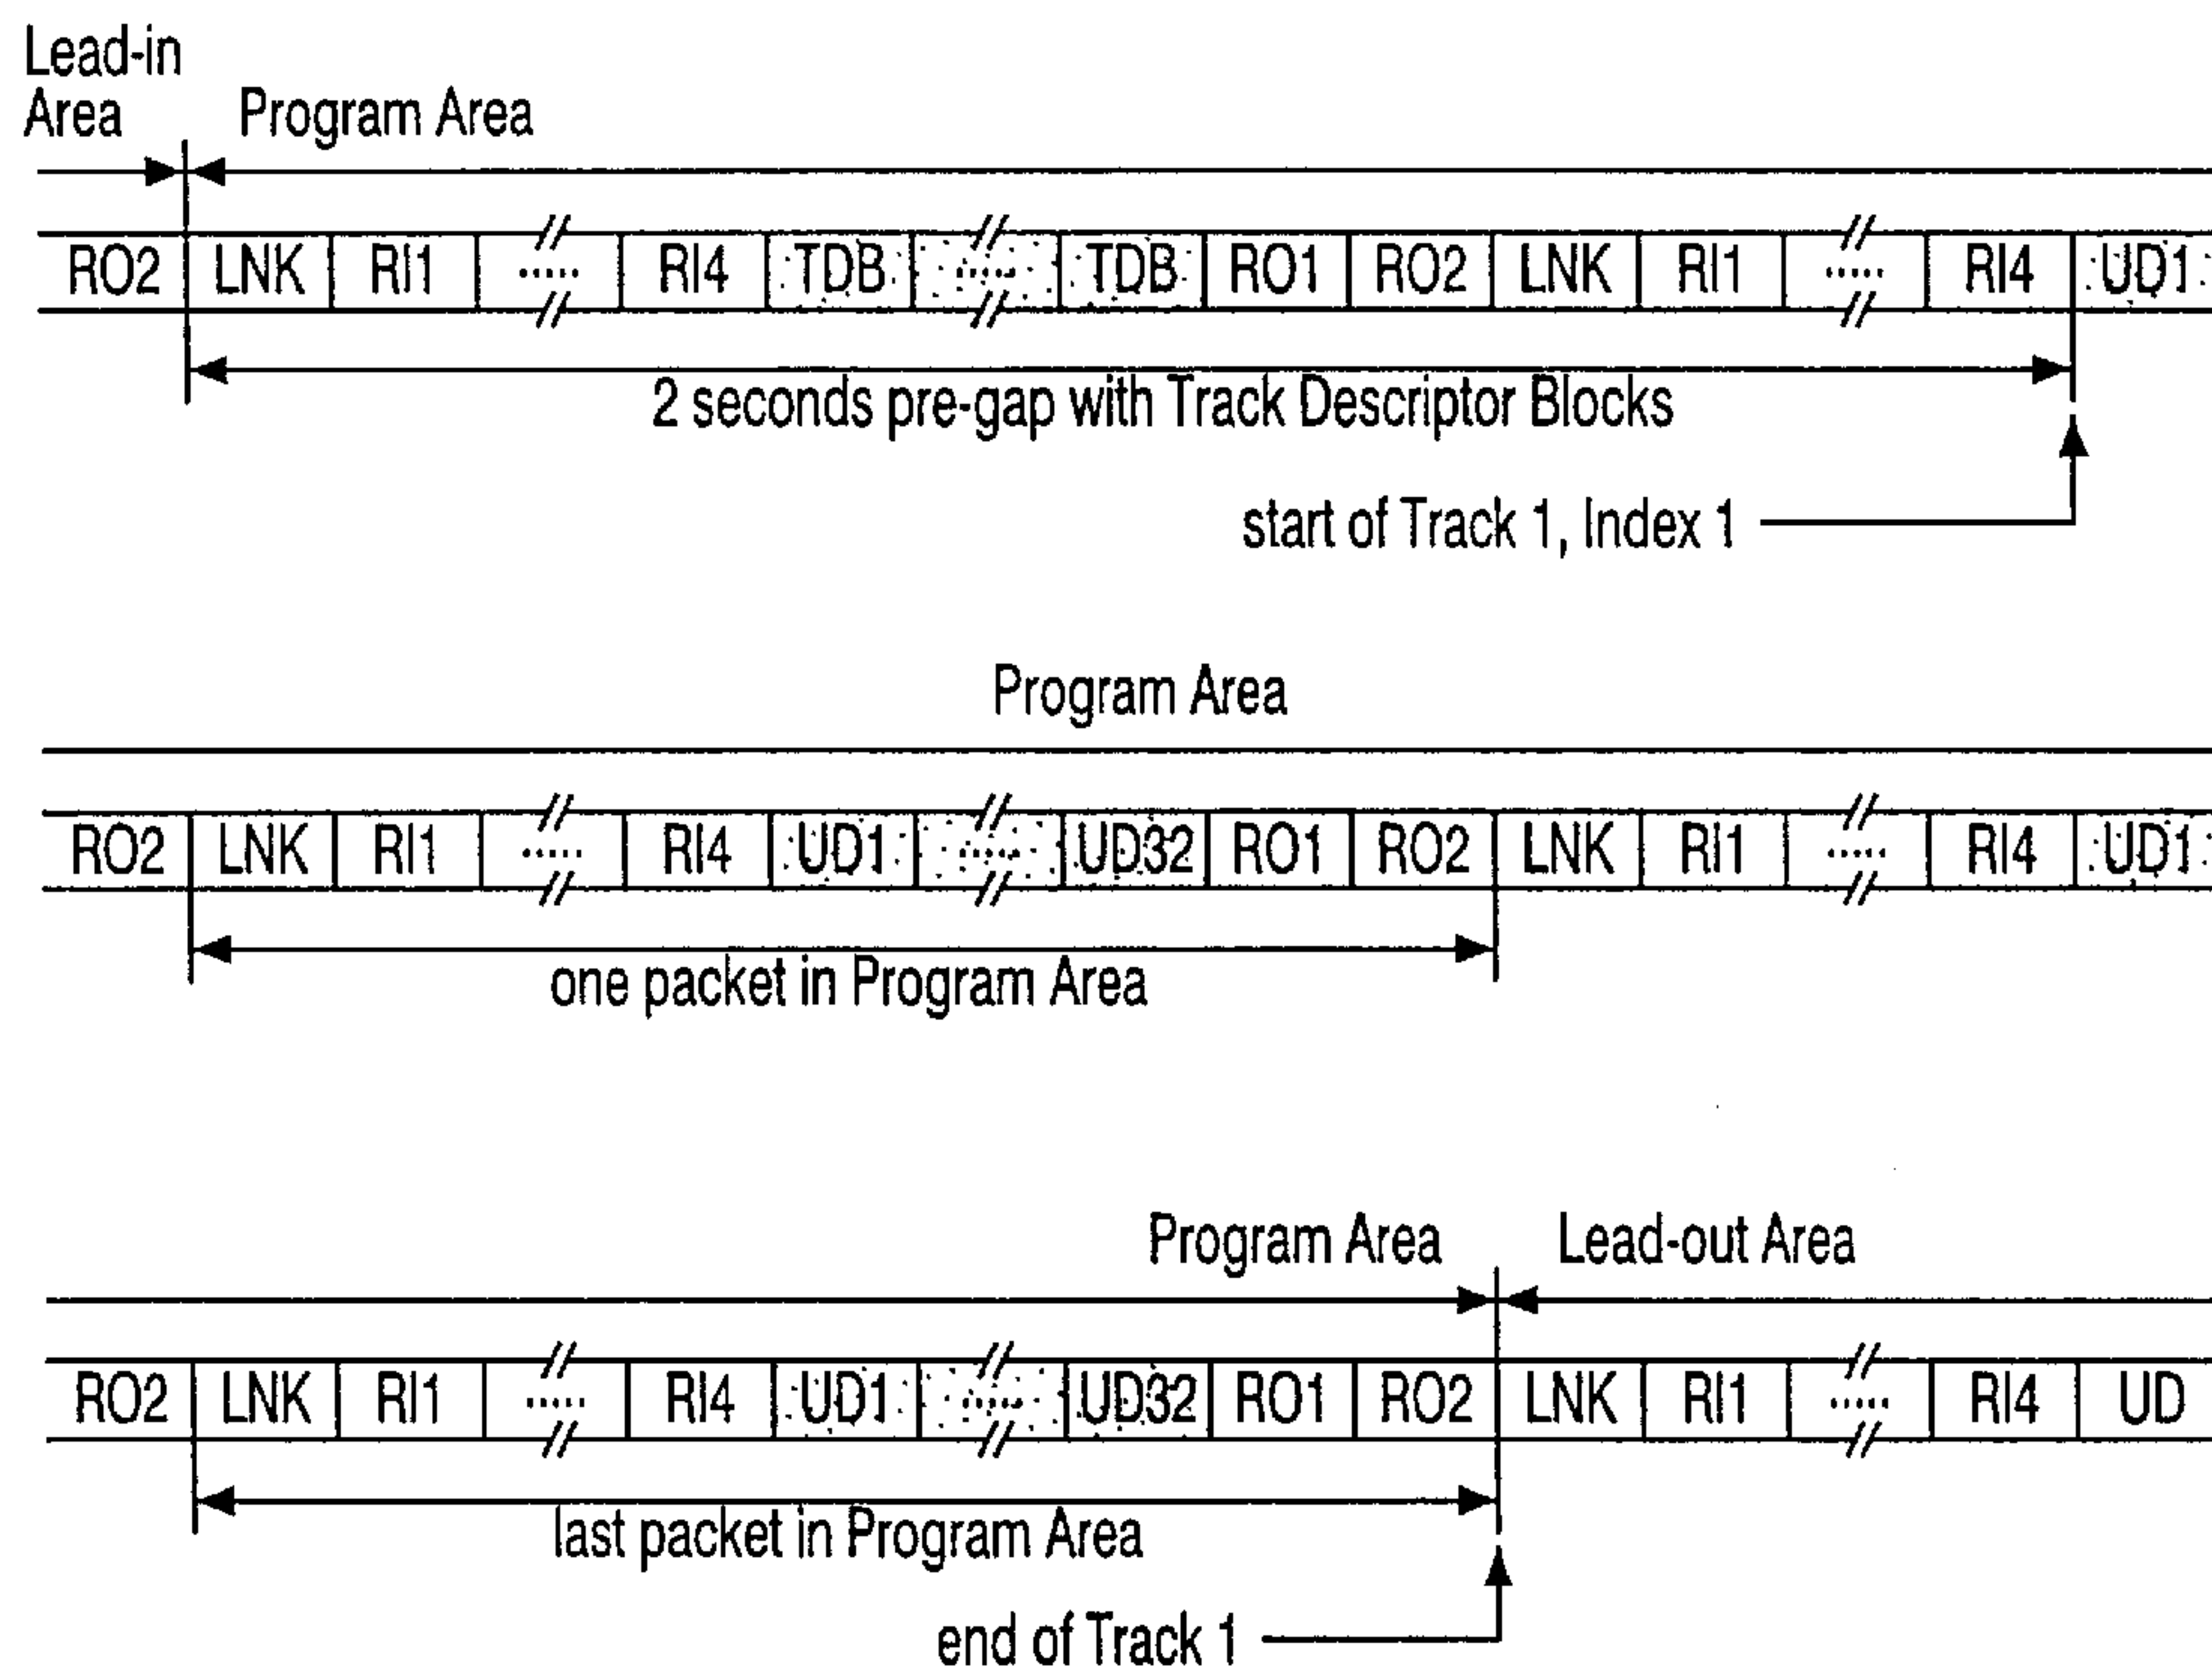 Lead-in
Area
Program Area
RO2 LNK RI1 ..... RI4 TDB ..... TDB RO1 RO2 LNK RI1 ..... RI4 UD1
2 seconds pre-gap with Track Descriptor Blocks
start of Track 1, Index 1
Program Area
RO2 LNK RI1 ..... RI4 UD1 ..... UD32 RO1 RO2 LNK RI1 ..... RI4 UD1
one packet in Program Area
Program Area Lead-out Area
RO2 LNK RI1 ..... RI4 UD1 ..... UD32 RO1 RO2 LNK RI1 ..... RI4 UD
last packet in Program Area
end of Track 1